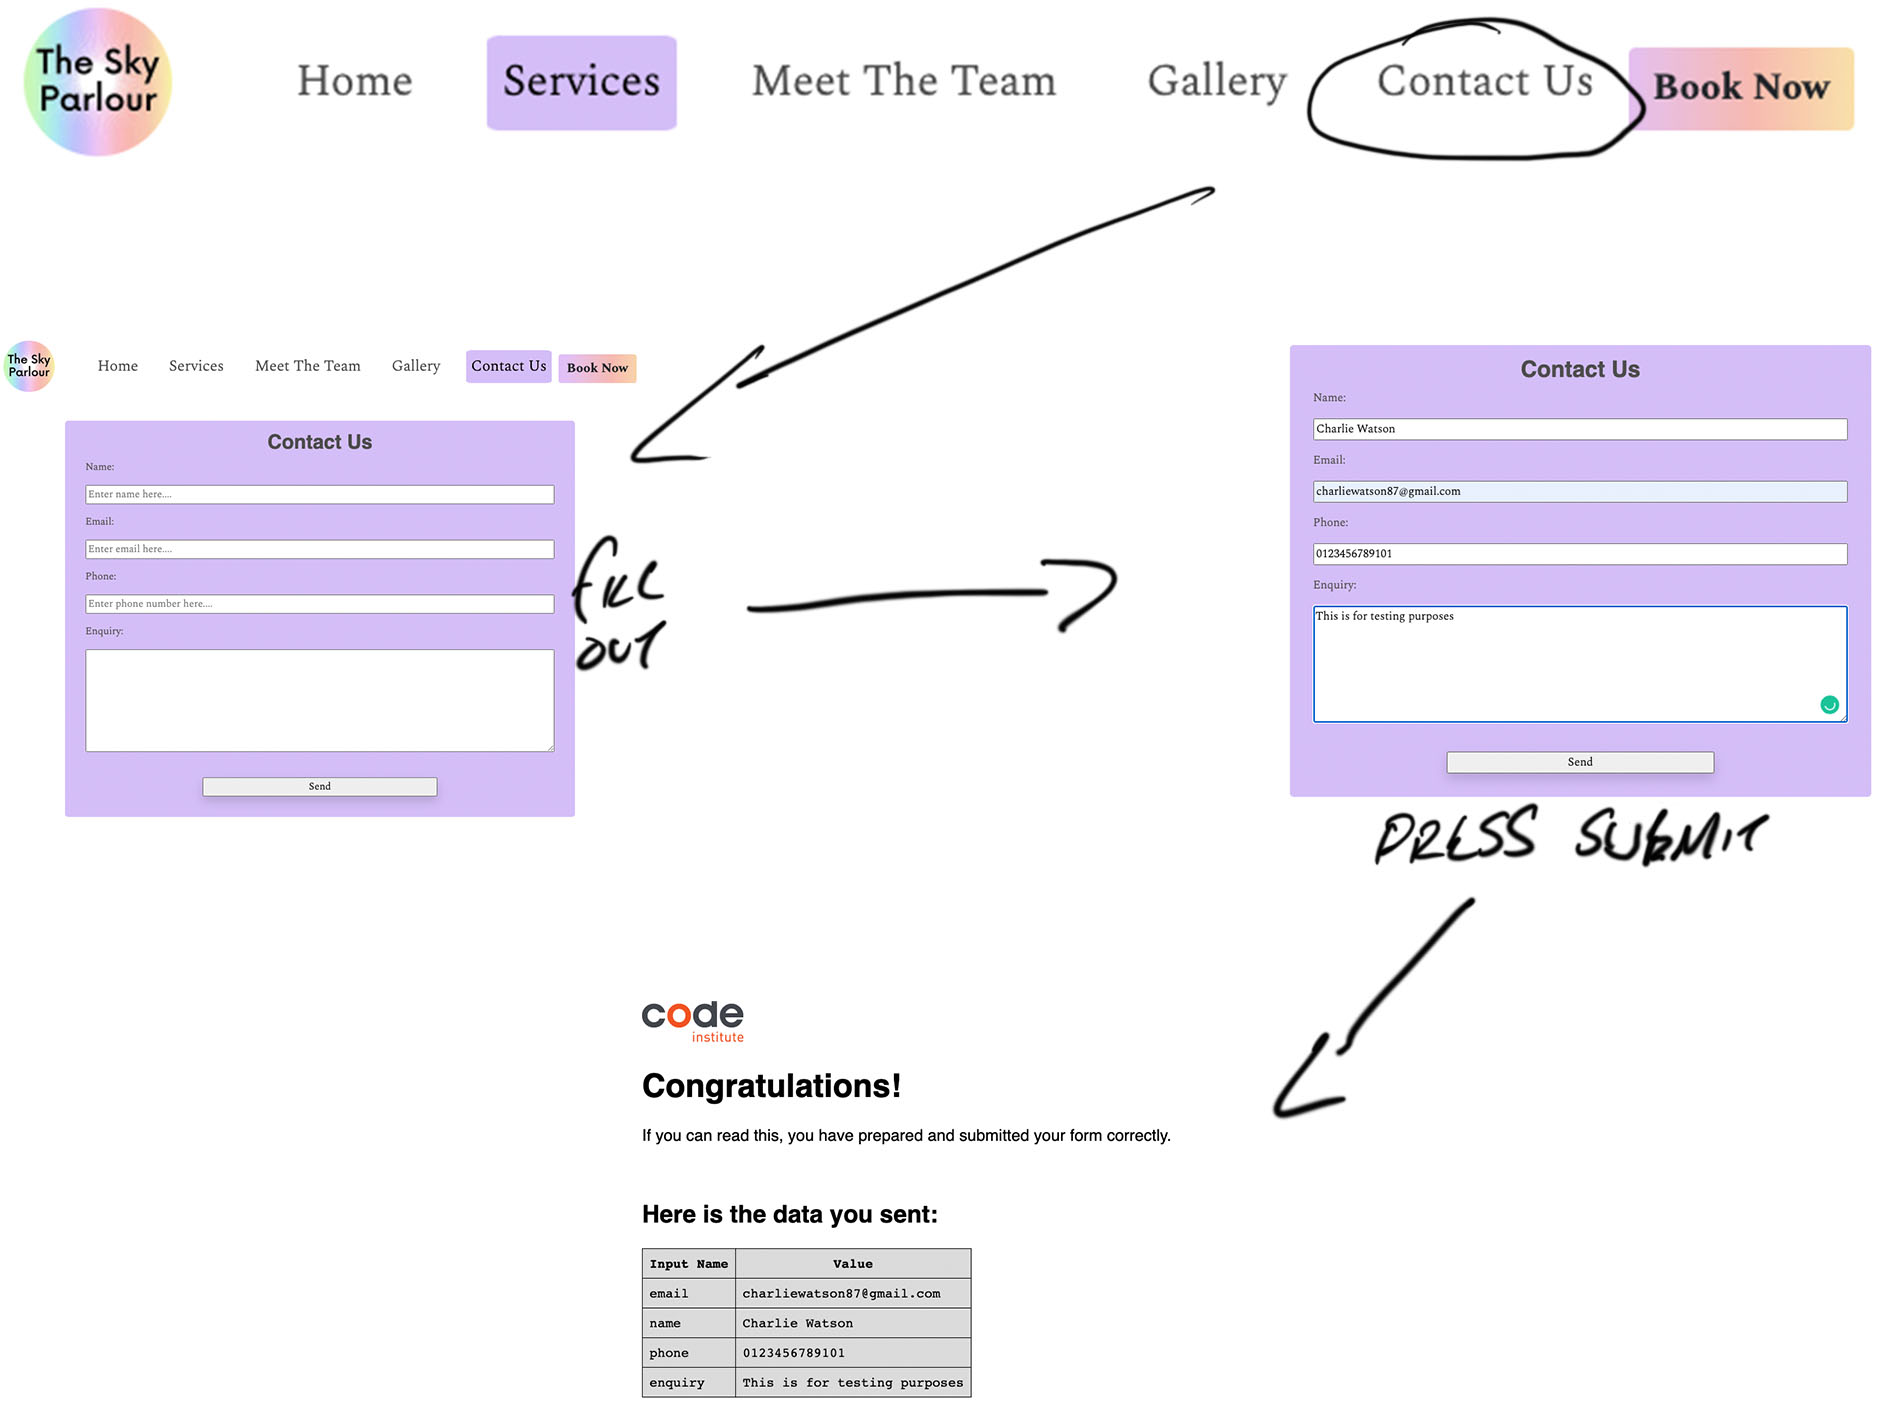 The Sky
Parlour
Home Services Meet The Team Gallery Contact Us Book Now
The Sky
Parlour
Home Services Meet The Team Gallery Contact Us Book Now
Contact Us
Name:
Enter name here....
Email:
Enter email here....
Phone:
Enter phone number here....
Enquiry:
Send
FILL
OUT
Contact Us
Name:
Charlie Watson
Email:
charliewatson87@gmail.com
Phone:
0123456789101
Enquiry:
This is for testing purposes
Send
PRESS SUBMIT
code
institute
Congratulations!
If you can read this, you have prepared and submitted your form correctly.
Here is the data you sent:
Input Name Value
email charliewatson87@gmail.com
name Charlie Watson
phone 0123456789101
enquiry This is for testing purposes